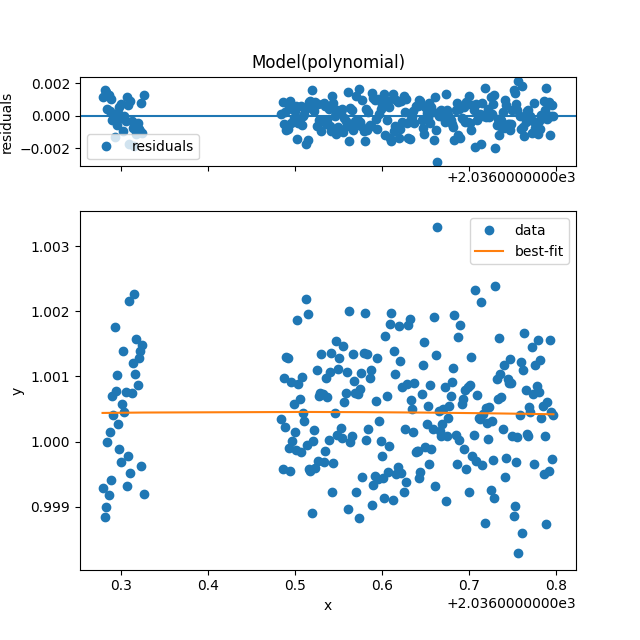 Model(polynomial)
0.002
0.000
−0.002
residuals
residuals
+2.0360000000e3
1.003
1.002
1.001
1.000
0.999
y
data
best-fit
0.3 0.4 0.5 0.6 0.7 0.8
x
+2.0360000000e3